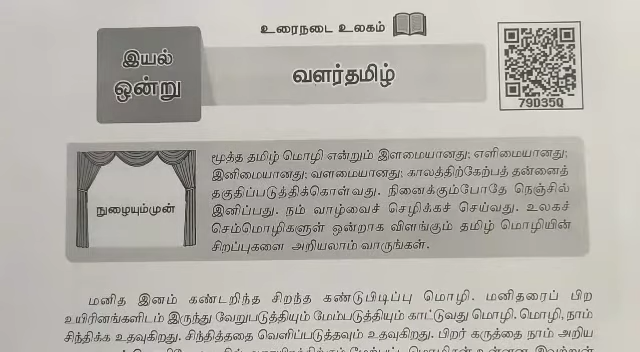 உரைநடை உலகம்
இயல்
ஒன்று
வளர்தமிழ்
79D35Q
நுழையும்முன்
மூத்த தமிழ் மொழி என்றும் இளமையானது; எளிமையானது;
இனிமையானது; வளமையானது; காலத்திற்கேற்பத் தன்னைத்
தகுதிப்படுத்திக்கொள்வது. நினைக்கும்போதே நெஞ்சில்
இனிப்பது. நம் வாழ்வைச் செழிக்கச் செய்வது. உலகச்
செம்மொழிகளுள் ஒன்றாக விளங்கும் தமிழ் மொழியின்
சிறப்புகளை அறியலாம் வாருங்கள்.
மனித இனம் கண்டறிந்த சிறந்த கண்டுபிடிப்பு மொழி. மனிதரைப் பிற
உயிரினங்களிடம் இருந்து வேறுபடுத்தியும் மேம்படுத்தியும் காட்டுவது மொழி. மொழி, நாம்
சிந்திக்க உதவுகிறது. சிந்தித்ததை வெளிப்படுத்தவும் உதவுகிறது. பிறர் கருத்தை நாம் அறிய